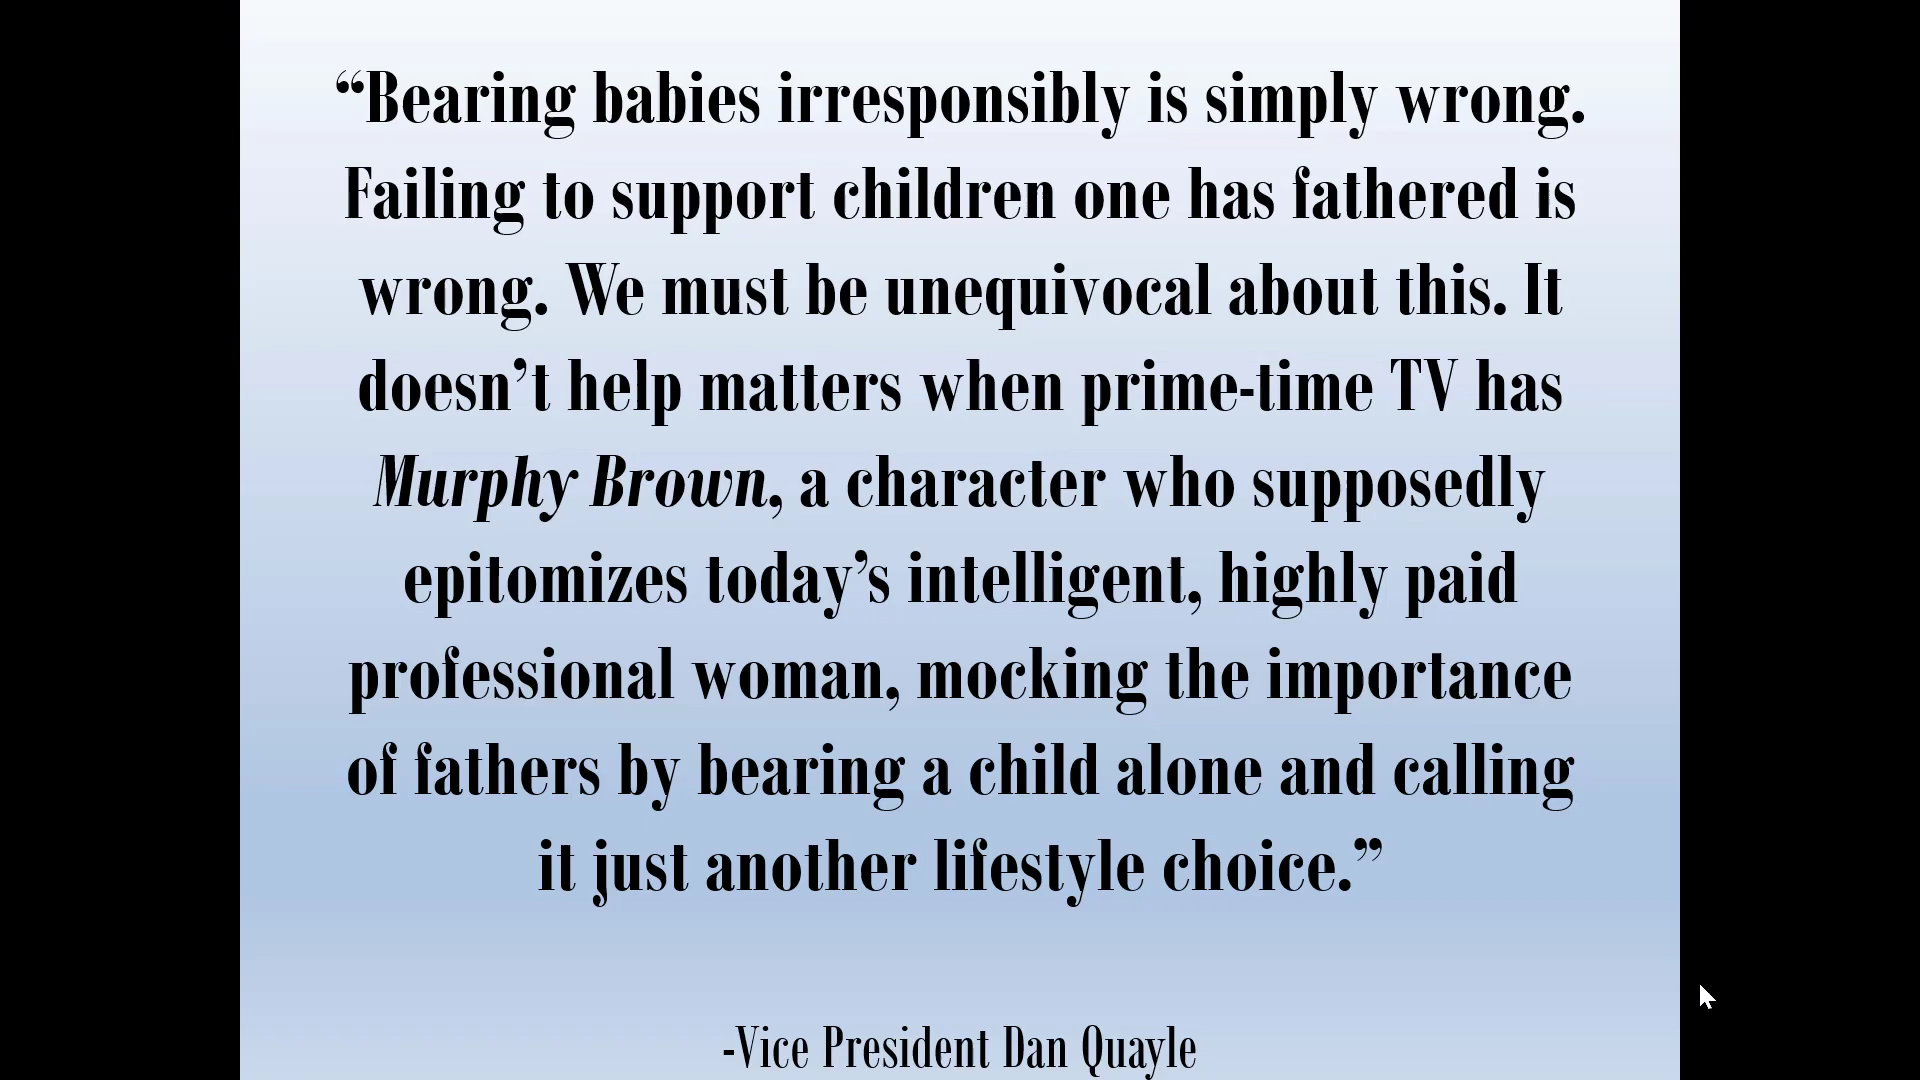 “Bearing babies irresponsibly is simply wrong.
Failing to support children one has fathered is
wrong. We must be unequivocal about this. It
doesn’t help matters when prime-time TV has
Murphy Brown, a character who supposedly
epitomizes today’s intelligent, highly paid
professional woman, mocking the importance
of fathers by bearing a child alone and calling
it just another lifestyle choice.”
-Vice President Dan Quayle